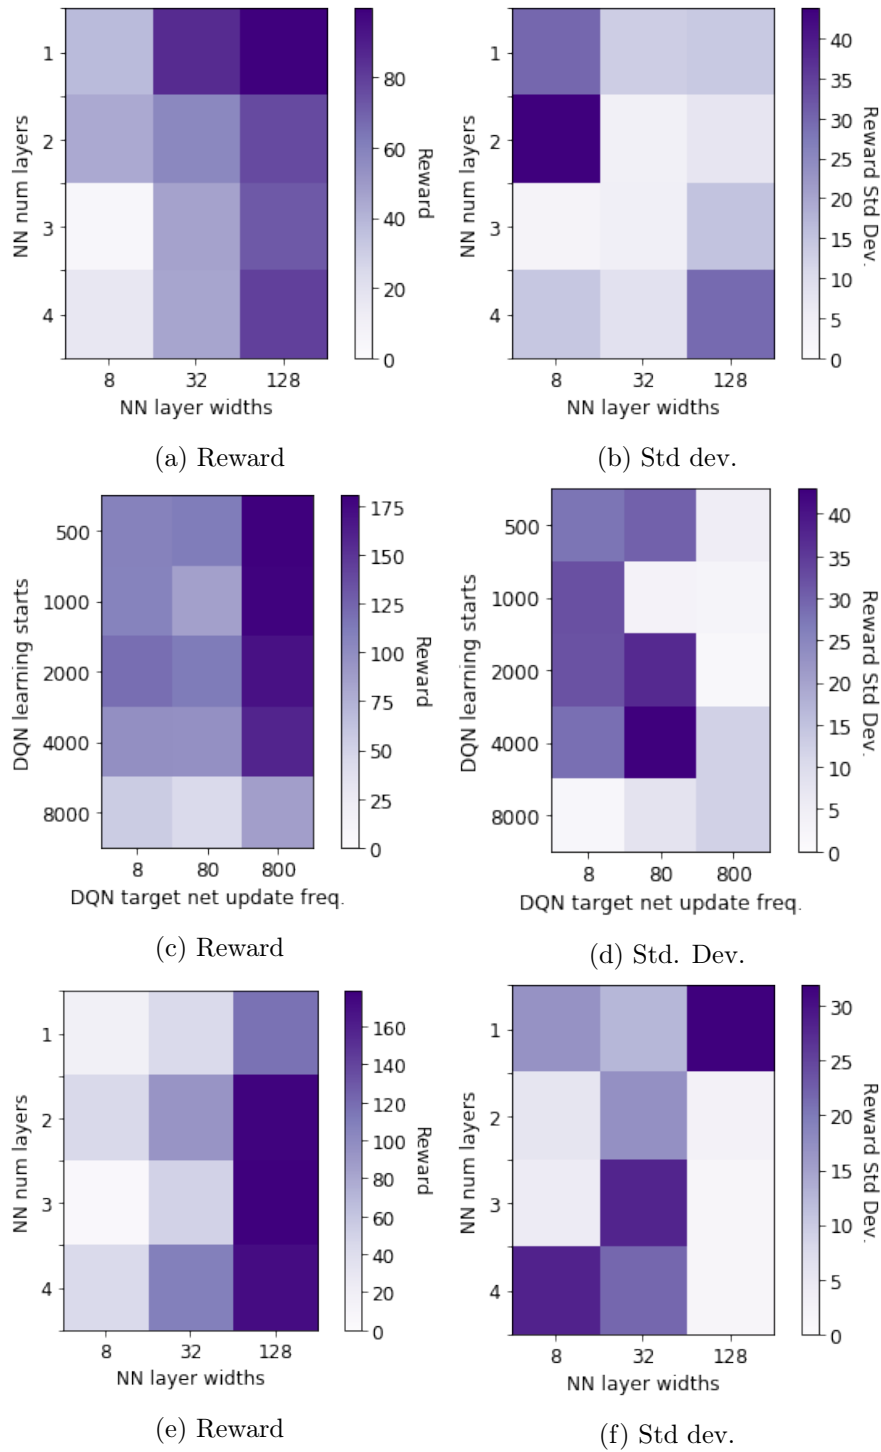 1
2
3
4
NN num layers
8 32 128
NN layer widths
80
60
40
20
0
Reward
(a) Reward
1
2
3
4
NN num layers
8 32 128
NN layer widths
40
35
30
25
20
15
10
5
0
Reward Std Dev.
(b) Std dev.
500
1000
2000
4000
8000
DQN learning starts
8 80 800
DQN target net update freq.
175
150
125
100
75
50
25
0
Reward
(c) Reward
500
1000
2000
4000
8000
DQN learning starts
8 80 800
DQN target net update freq.
40
35
30
25
20
15
10
5
0
Reward Std Dev.
(d) Std. Dev.
1
2
3
4
NN num layers
8 32 128
NN layer widths
160
140
120
100
80
60
40
20
0
Reward
(e) Reward
1
2
3
4
NN num layers
8 32 128
NN layer widths
30
25
20
15
10
5
0
Reward Std Dev.
(f) Std dev.